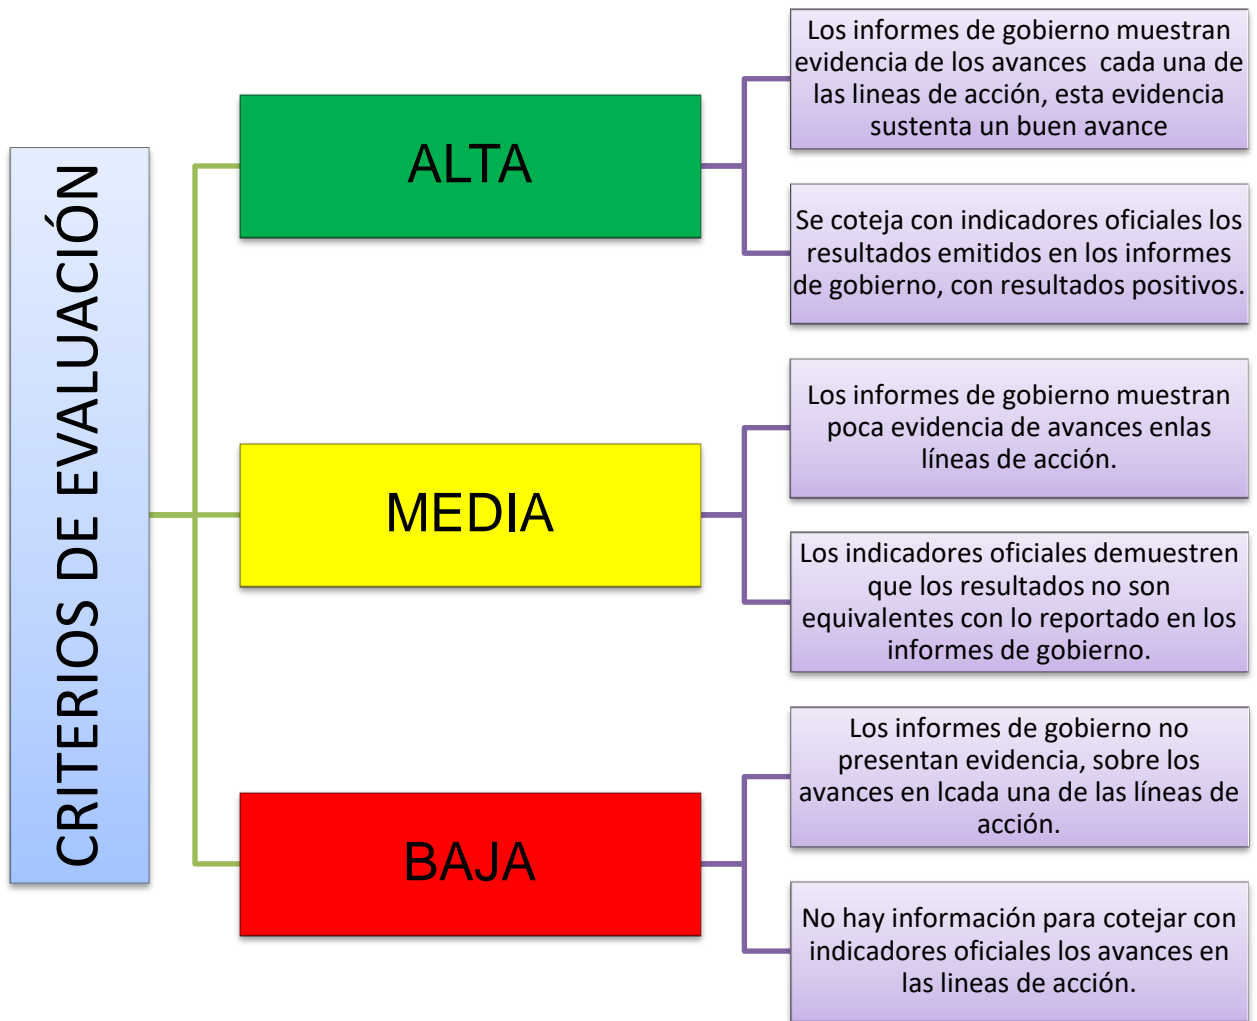 CRITERIOS DE EVALUACIÓN
ALTA
Los informes de gobierno muestran
evidencia de los avances cada una de
las lineas de acción, esta evidencia
sustenta un buen avance
Se coteja con indicadores oficiales los
resultados emitidos en los informes
de gobierno, con resultados positivos.
MEDIA
Los informes de gobierno muestran
poca evidencia de avances enlas
líneas de acción.
Los indicadores oficiales demuestren
que los resultados no son
equivalentes con lo reportado en los
informes de gobierno.
BAJA
Los informes de gobierno no
presentan evidencia, sobre los
avances en lcada una de las líneas de
acción.
No hay información para cotejar con
indicadores oficiales los avances en
las lineas de acción.